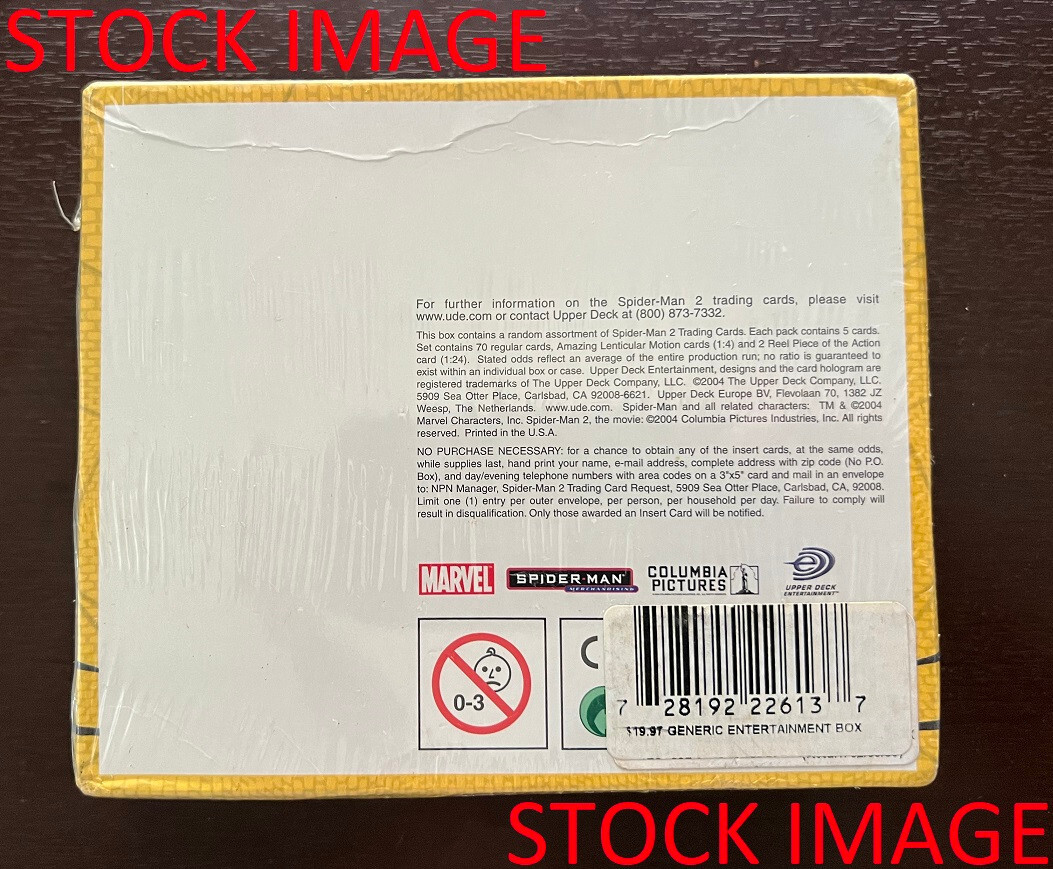 STOCK IMAGE
For further information on the Spider-Man 2 trading cards, please visit
www.ude.com or contact Upper Deck at (800) 873-7332.
This box contains a random assortment of Spider-Man 2 Trading Cards. Each pack contains 5 cards.
Set contains 70 regular cards, Amazing Lenticular Motion cards (1:4) and 2 Reel Piece of the Action
card (1:24). Stated odds reflect an average of the entire production run; no ratio is guaranteed to
exist within an individual box or case. Upper Deck Entertainment, designs and the card hologram are
registered trademarks of The Upper Deck Company, LLC. ©2004 The Upper Deck Company, LLC.
5909 Sea Otter Place, Carlsbad, CA 92008-6621. Upper Deck Europe BV, Flevolaan 70, 1382 JZ
Weesp, The Netherlands. www.ude.com. Spider-Man and all related characters: TM & ©2004
Marvel Characters, Inc. Spider-Man 2, the movie: ©2004 Columbia Pictures Industries, Inc. All rights
reserved. Printed in the U.S.A.
NO PURCHASE NECESSARY: for a chance to obtain any of the insert cards, at the same odds,
while supplies last, hand print your name, e-mail address, complete address with zip code (No P.O.
Box), and day/evening telephone numbers with area codes on a 3"x5" card and mail in an envelope
to: NPN Manager, Spider-Man 2 Trading Card Request, 5909 Sea Otter Place, Carlsbad, CA, 92008.
Limit one (1) entry per outer envelope, per person, per household per day. Failure to comply will
result in disqualification. Only those awarded an Insert Card will be notified.
MARVEL
SPIDER-MAN
MERCHANDISING
COLUMBIA
PICTURES
UPPER DECK
ENTERTAINMENT™
0-3
7 28192 22613 7
$19.97 GENERIC ENTERTAINMENT BOX
STOCK IMAGE